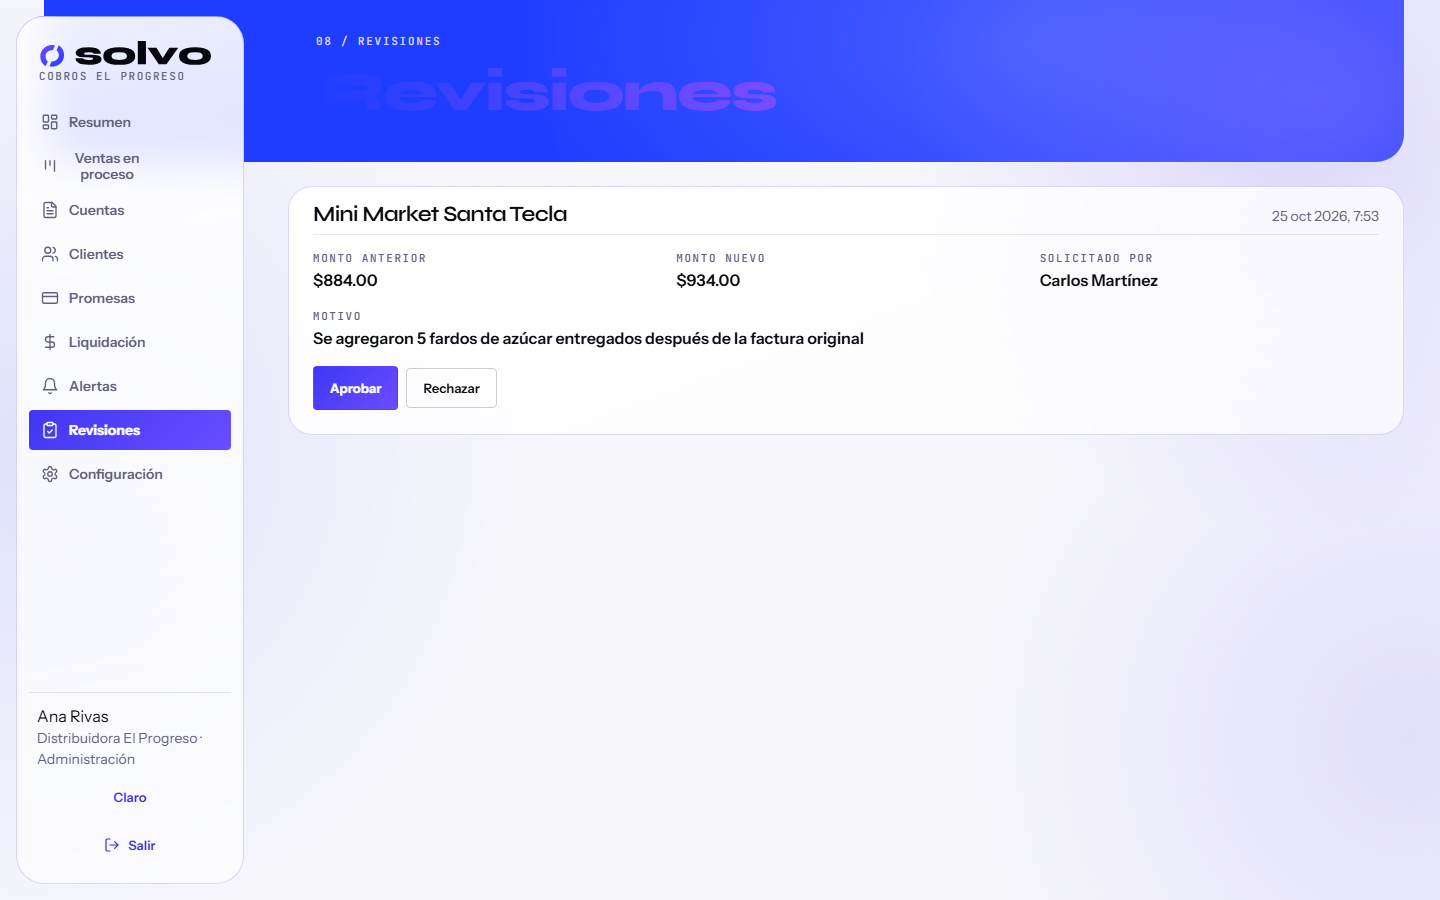 solvo
COBROS EL PROGRESO
Resumen
Ventas en
proceso
Cuentas
Clientes
Promesas
Liquidación
Alertas
Revisiones
Configuración
Ana Rivas
Distribuidora El Progreso ·
Administración
Claro
Salir
08 / REVISIONES
Revisiones
Mini Market Santa Tecla
25 oct 2026, 7:53
MONTO ANTERIOR
$884.00
MONTO NUEVO
$934.00
SOLICITADO POR
Carlos Martínez
MOTIVO
Se agregaron 5 fardos de azúcar entregados después de la factura original
Aprobar
Rechazar